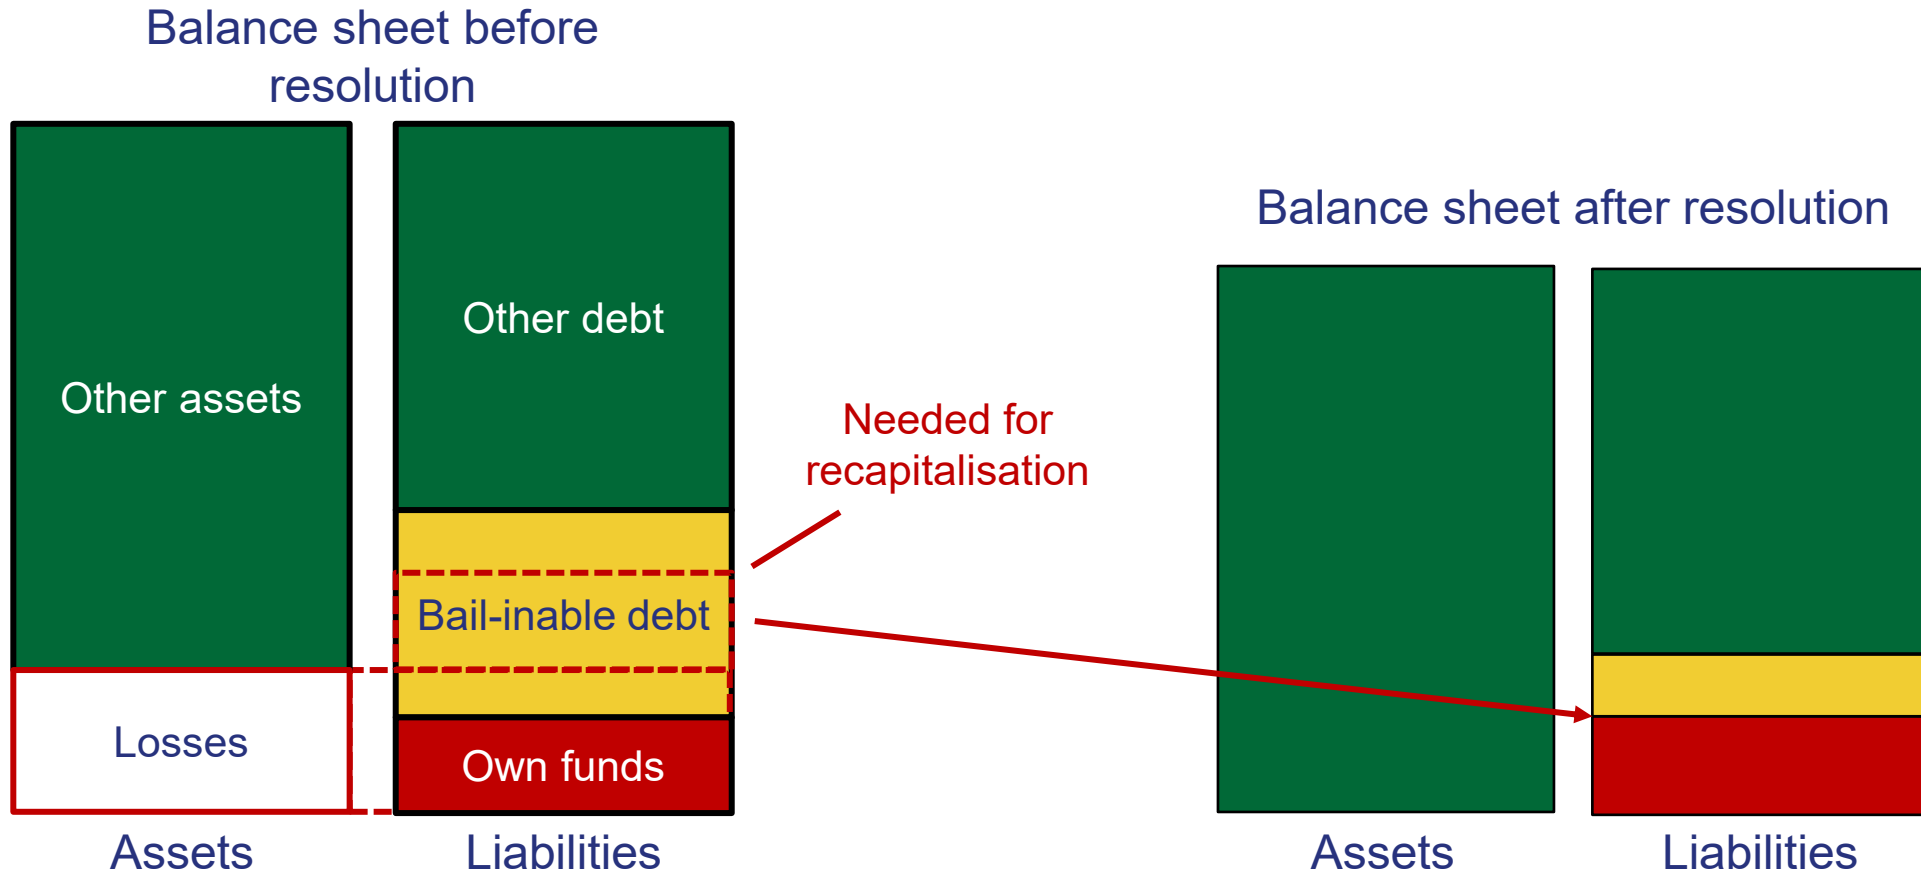 Balance sheet before
resolution
Other assets
Losses
Assets
Other debt
Bail-inable debt
Own funds
Liabilities
Needed for
recapitalisation
Balance sheet after resolution
Assets
Liabilities